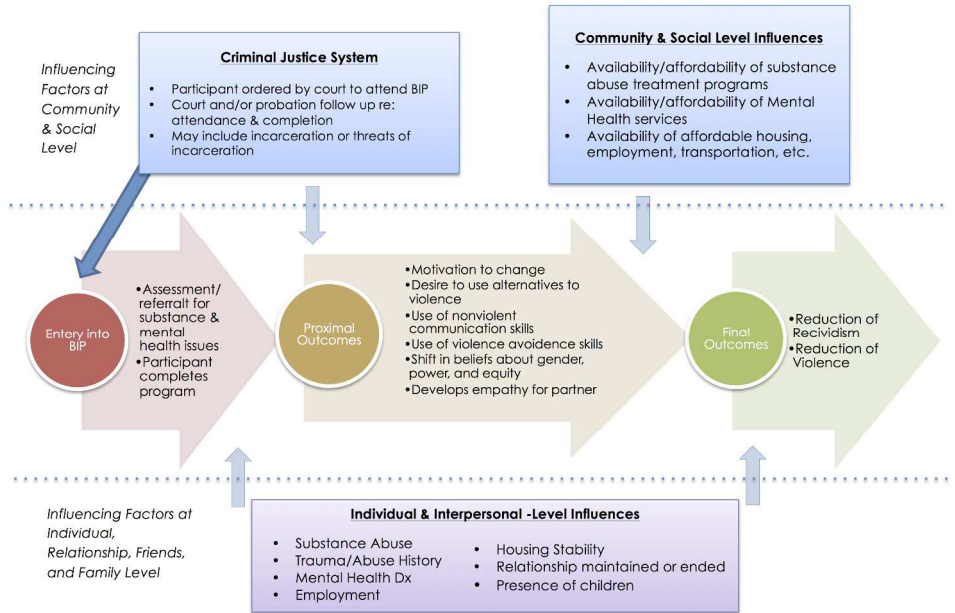 Influencing
Factors at
Community
& Social
Level
Criminal Justice System
• Participant ordered by court to attend BIP
• Court and/or probation follow up re:
attendance & completion
• May include incarceration or threats of
incarceration
Community & Social Level Influences
• Availability/affordability of substance
abuse treatment programs
• Availability/affordability of Mental
Health services
• Availability of affordable housing,
employment, transportation, etc.
Entery into
BIP
•Assessment/
referralt for
substance &
mental
health issues
•Participant
completes
program
Proximal
Outcomes
•Motivation to change
•Desire to use alternatives to
violence
•Use of nonviolent
communication skills
•Use of violence avoidence skills
•Shift in beliefs about gender,
power, and equity
•Develops empathy for partner
Final
Outcomes
•Reduction of
Recividism
•Reduction of
Violence
Influencing Factors at
Individual,
Relationship, Friends,
and Family Level
Individual & Interpersonal -Level Influences
• Substance Abuse
• Trauma/Abuse History
• Mental Health Dx
• Employment
• Housing Stability
• Relationship maintained or ended
• Presence of children